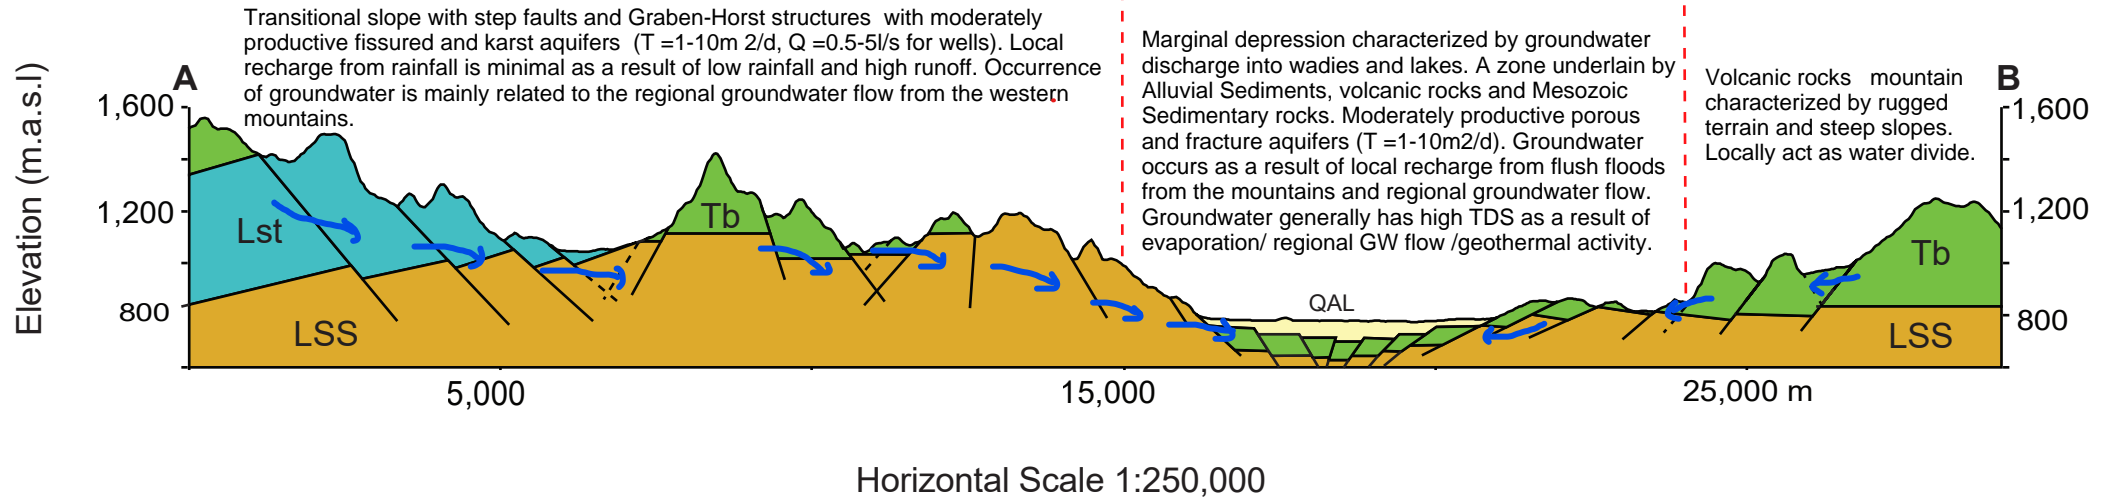 Transitional slope with step faults and Graben-Horst structures  with moderately
productive fissured and karst aquifers  (T =1-10m 2/d, Q =0.5-5l/s for wells). Local
recharge from rainfall is minimal as a result of low rainfall and high runoff. Occurrence
of groundwater is mainly related to the regional groundwater flow from the western
mountains.
Marginal depression characterized by groundwater
discharge into wadies and lakes. A zone underlain by
Alluvial Sediments, volcanic rocks and Mesozoic
Sedimentary rocks. Moderately productive porous
and fracture aquifers (T =1-10m2/d). Groundwater
occurs as a result of local recharge from flush floods
from the mountains and regional groundwater flow.
Groundwater generally has high TDS as a result of
evaporation/ regional GW flow /geothermal activity.
Volcanic rocks   mountain
characterized by rugged
terrain and steep slopes.
Locally act as water divide.
A
B
Elevation (m.a.s.l)
1,600
1,200
800
1,600
1,200
800
Lst
LSS
Tb
QAL
Tb
LSS
5,000
15,000
25,000 m
Horizontal Scale 1:250,000